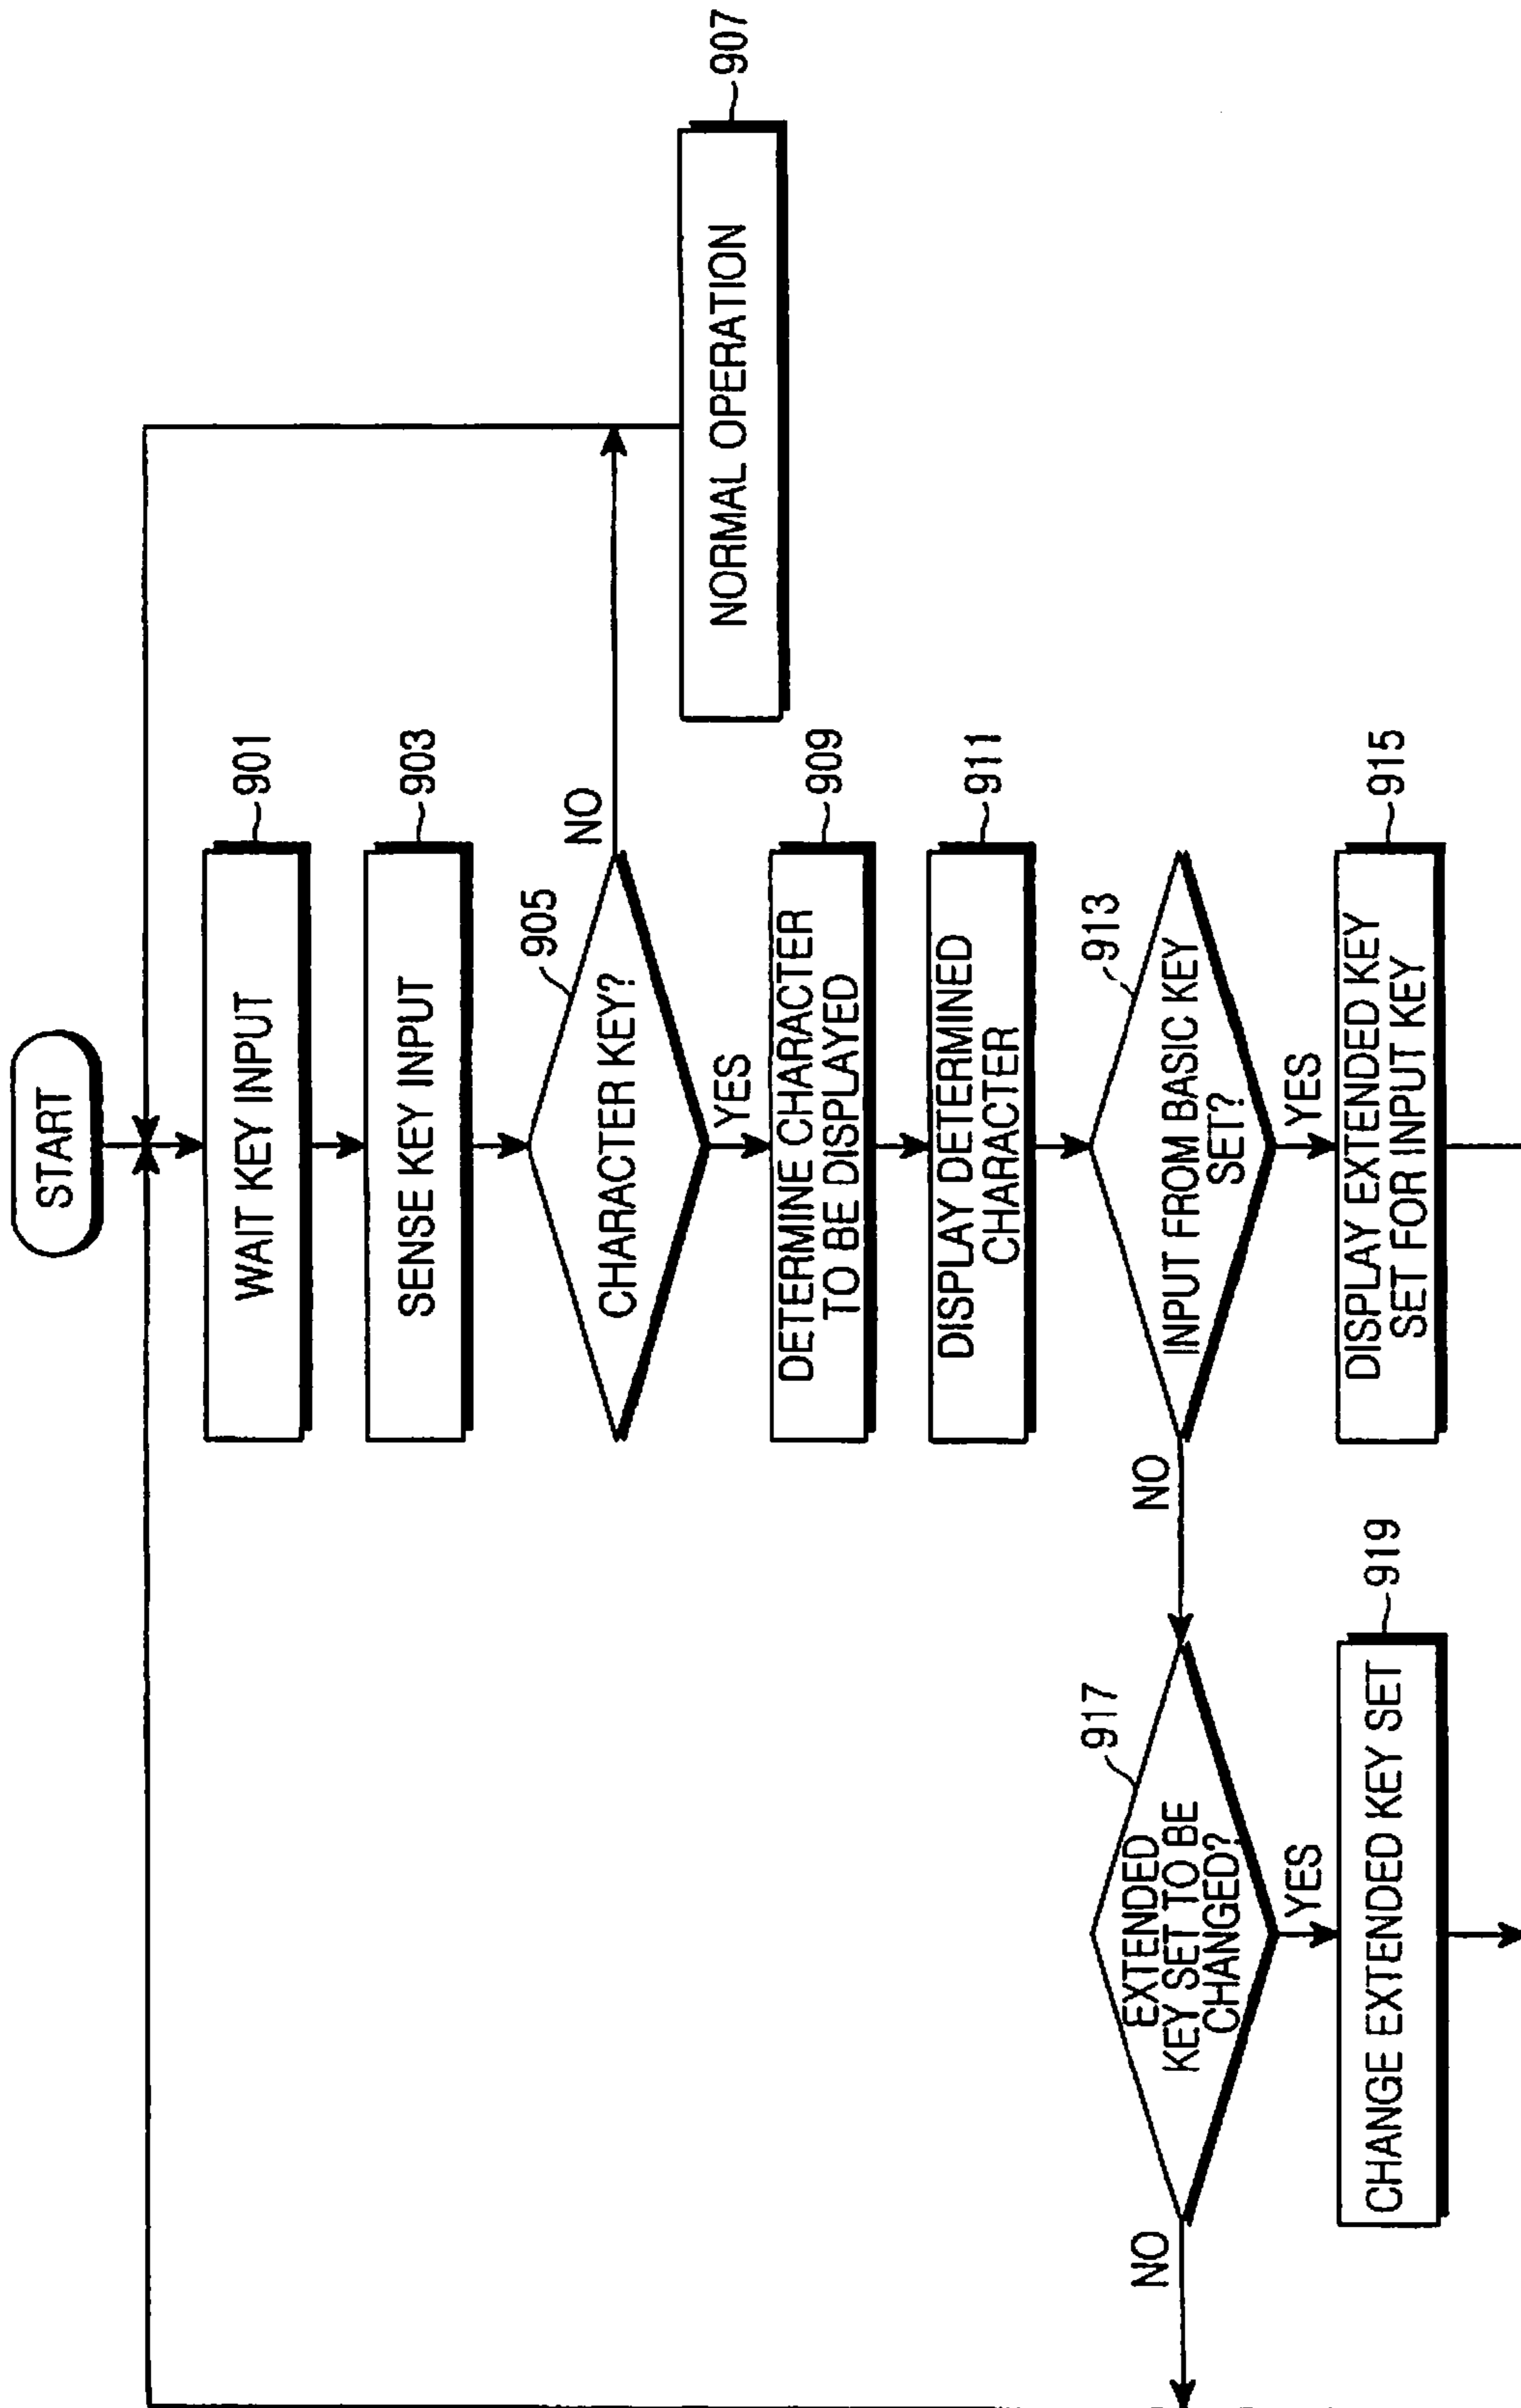 START
WAIT KEY INPUT
901
SENSE KEY INPUT
903
CHARACTER KEY?
905
NO
NORMAL OPERATION
907
YES
DETERMINE CHARACTER
TO BE DISPLAYED
909
DISPLAY DETERMINED
CHARACTER
911
INPUT FROM BASIC KEY
SET?
913
NO
YES
DISPLAY EXTENDED KEY
SET FOR INPUT KEY
915
EXTENDED
KEY SET TO BE
CHANGED?
917
NO
YES
CHANGE EXTENDED KEY SET
919